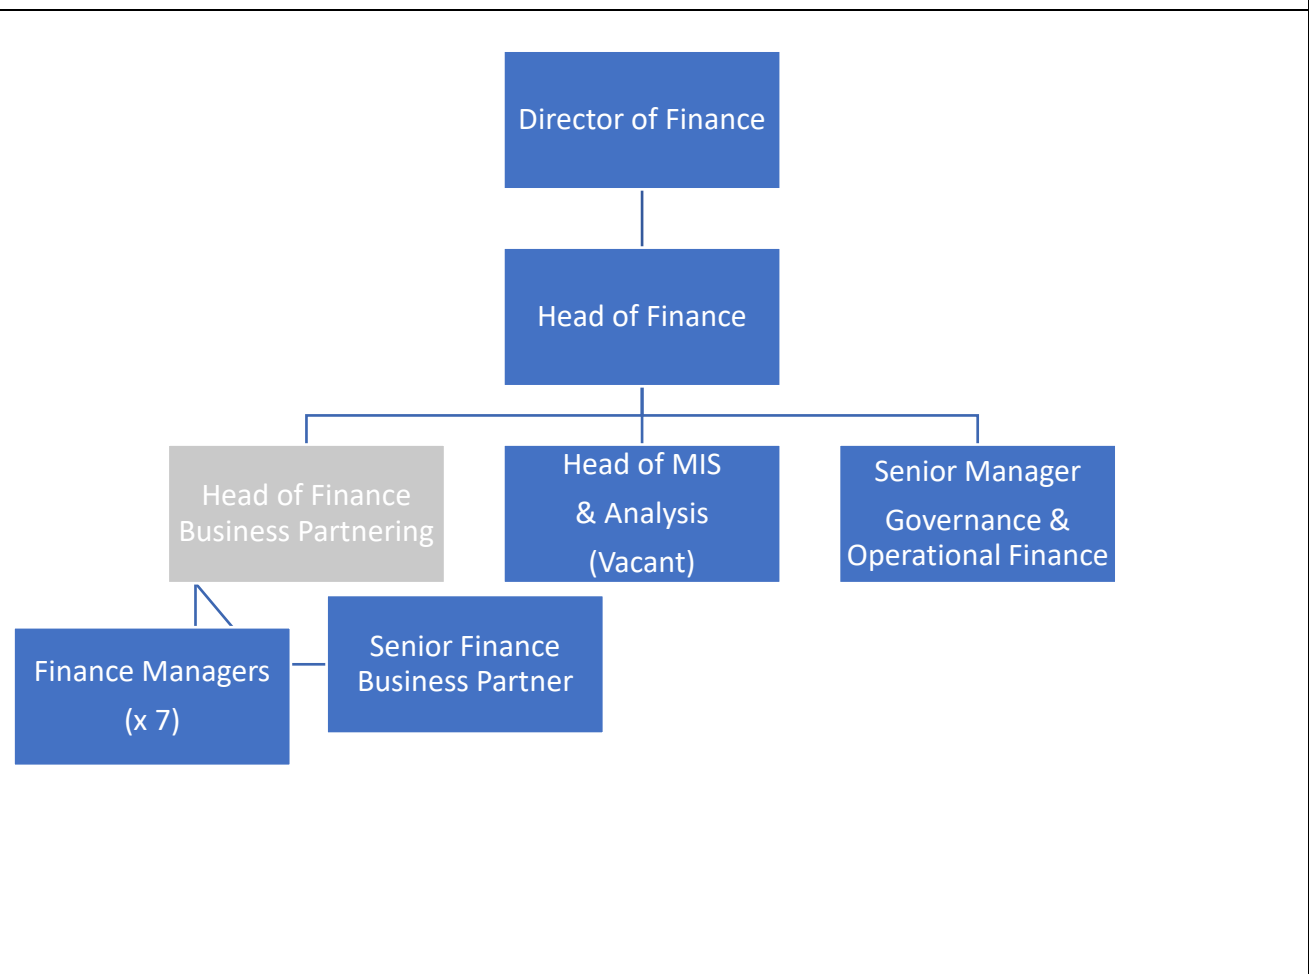 Director of Finance
Head of Finance
Head of Finance
Business Partnering
Head of MIS
& Analysis
(Vacant)
Senior Manager
Governance &
Operational Finance
Finance Managers
(x 7)
Senior Finance
Business Partner